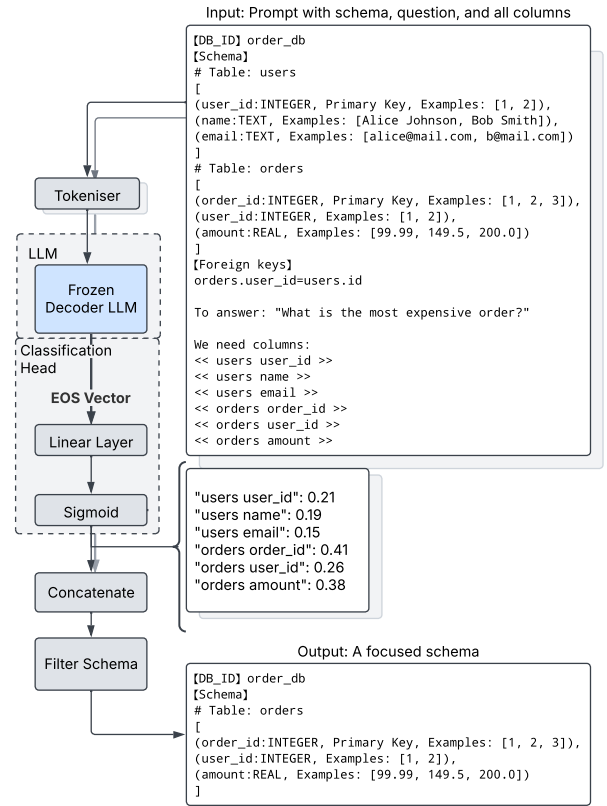 Input: Prompt with schema, question, and all columns
【DB_ID】order_db
【Schema】
# Table: users
[
(user_id:INTEGER, Primary Key, Examples: [1, 2]),
(name:TEXT, Examples: [Alice Johnson, Bob Smith]),
(email:TEXT, Examples: [alice@mail.com, b@mail.com])
]
# Table: orders
[
(order_id:INTEGER, Primary Key, Examples: [1, 2, 3]),
(user_id:INTEGER, Examples: [1, 2]),
(amount:REAL, Examples: [99.99, 149.5, 200.0])
]
【Foreign keys】
orders.user_id=users.id
To answer: "What is the most expensive order?"
We need columns:
<< users user_id >>
<< users name >>
<< users email >>
<< orders order_id >>
<< orders user_id >>
<< orders amount >>
Tokeniser
LLM
Frozen
Decoder LLM
Classification
Head
EOS Vector
Linear Layer
Sigmoid
"users user_id": 0.21
"users name": 0.19
"users email": 0.15
"orders order_id": 0.41
"orders user_id": 0.26
"orders amount": 0.38
Concatenate
Filter Schema
Output: A focused schema
【DB_ID】order_db
【Schema】
# Table: orders
[
(order_id:INTEGER, Primary Key, Examples: [1, 2, 3]),
(user_id:INTEGER, Examples: [1, 2]),
(amount:REAL, Examples: [99.99, 149.5, 200.0])
]